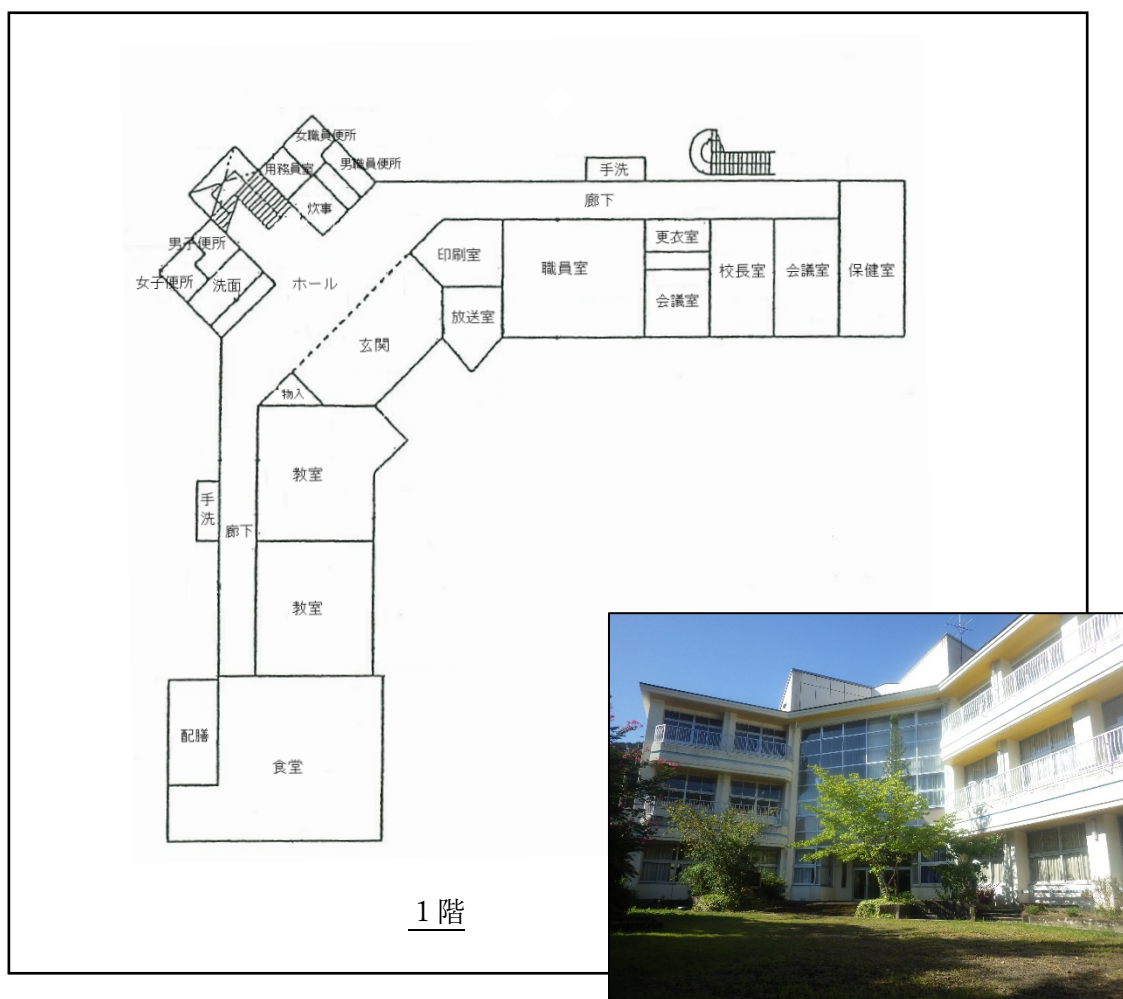 女職員便所
用務員室
男職員便所
炊事
手洗
廊下
男子便所
女子便所
洗面
ホール
印刷室
職員室
更衣室
校長室
会議室
保健室
会議室
放送室
玄関
物入
教室
手洗
廊下
教室
配膳
食堂
1階